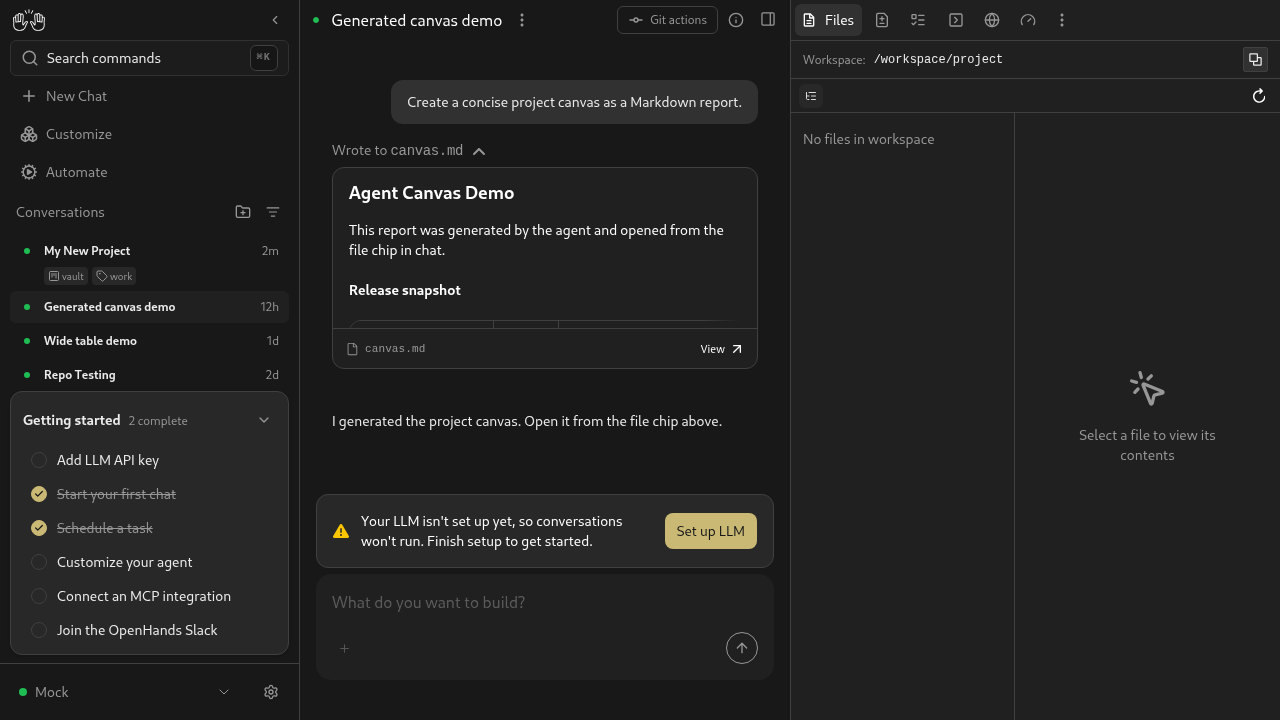 Search commands
⌘K
New Chat
Customize
Automate
Conversations
My New Project
2m
vault
work
Generated canvas demo
12h
Wide table demo
1d
Repo Testing
2d
Getting started
2 complete
Add LLM API key
Start your first chat
Schedule a task
Customize your agent
Connect an MCP integration
Join the OpenHands Slack
Mock
Generated canvas demo
Git actions
Create a concise project canvas as a Markdown report.
Wrote to canvas.md
Agent Canvas Demo
This report was generated by the agent and opened from the
file chip in chat.
Release snapshot
canvas.md
View
I generated the project canvas. Open it from the file chip above.
Your LLM isn't set up yet, so conversations
won't run. Finish setup to get started.
Set up LLM
What do you want to build?
Files
Workspace: /workspace/project
No files in workspace
Select a file to view its
contents